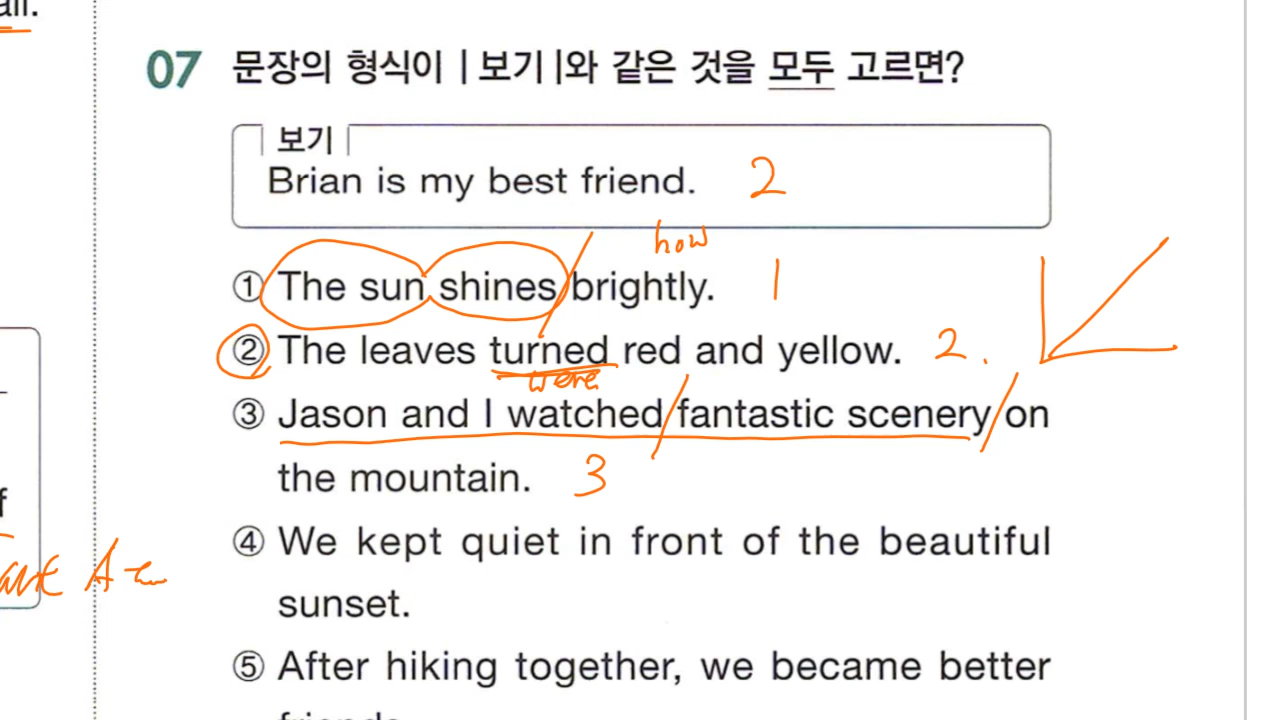 07 문장의 형식이 | 보기 |와 같은 것을 모두 고르면?
보기
Brian is my best friend. 2
how
① The sun shines brightly. 1
② The leaves turned red and yellow. 2.
were
③ Jason and I watched fantastic scenery on
the mountain. 3
④ We kept quiet in front of the beautiful
sunset.
⑤ After hiking together, we became better